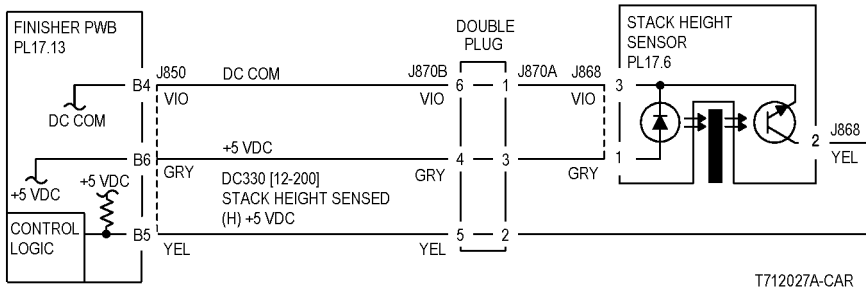 FINISHER PWB
PL17.13
B4
J850
DC COM
VIO
DC COM
B6
+5 VDC
GRY
+5 VDC
+5 VDC
DC330 [12-200]
STACK HEIGHT SENSED
(H) +5 VDC
CONTROL
LOGIC
B5
YEL
DOUBLE
PLUG
J870B
J870A
J868
VIO
6
1
VIO
3
GRY
4
3
GRY
1
YEL
5
2
STACK HEIGHT
SENSOR
PL17.6
2
J868
YEL
T712027A-CAR